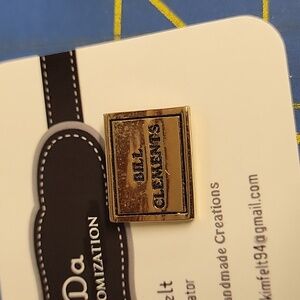 BILL
CLEMENTS
Da
OMIZATION
elt
ator
ndmade Creations
kimfelt94@gmail.com